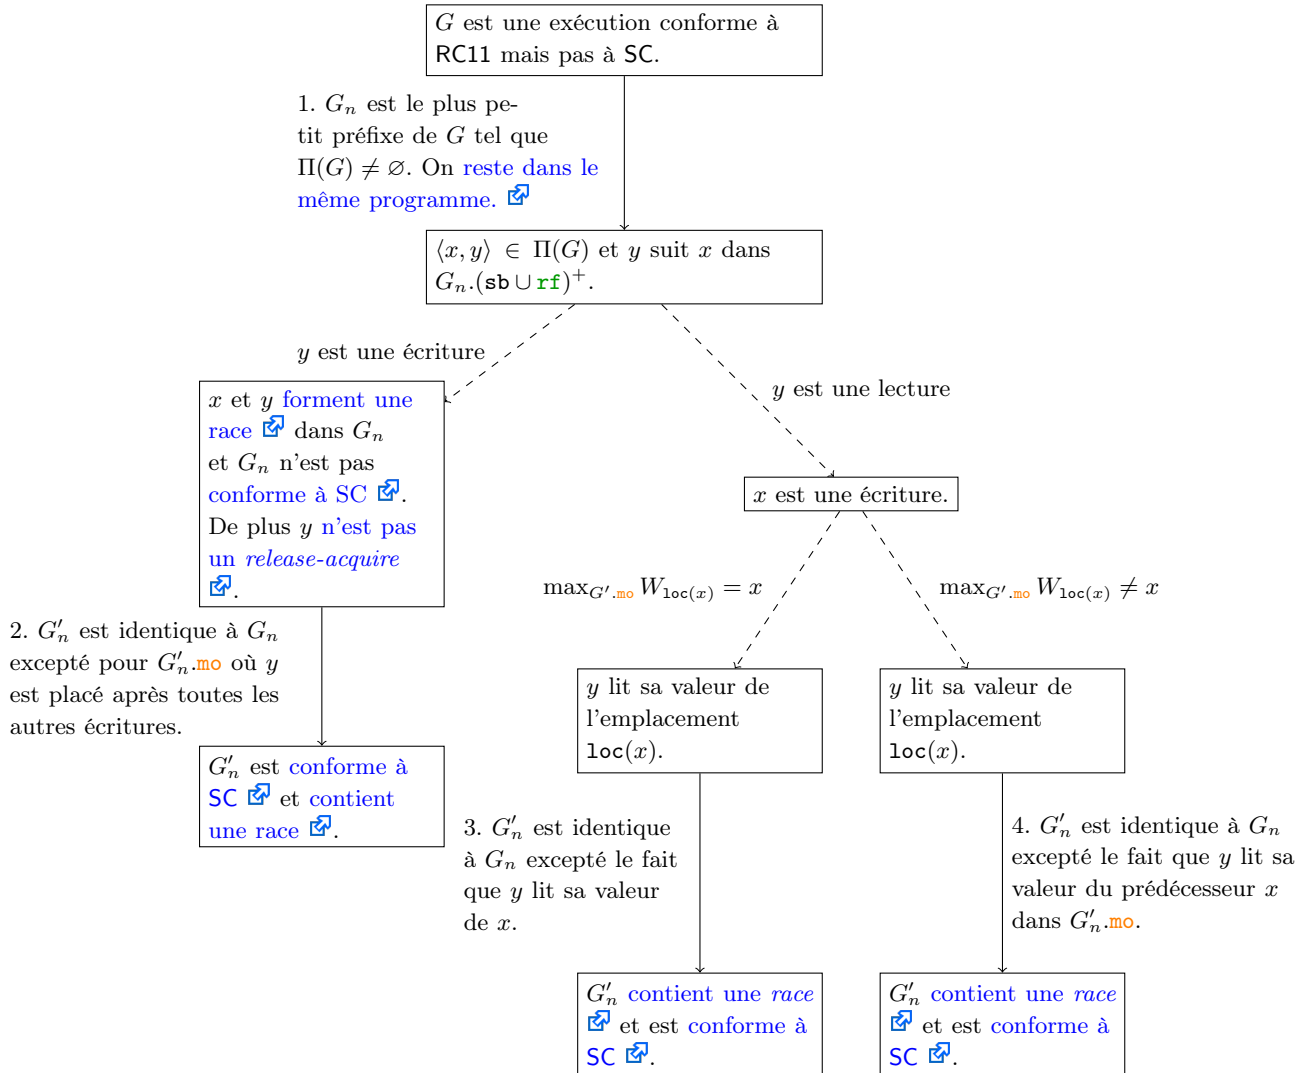 G est une exécution conforme à
RC11 mais pas à SC.
1. Gₙ est le plus pe-
tit préfixe de G tel que
Π(G) ≠ ∅. On reste dans le
même programme.
⟨x, y⟩ ∈ Π(G) et y suit x dans
Gₙ.(sb ∪ rf)⁺.
y est une écriture
y est une lecture
x et y forment une
race dans Gₙ
et Gₙ n'est pas
conforme à SC .
De plus y n'est pas
un release-acquire
.
x est une écriture.
max_{G′.mo} W_{loc(x)} = x
max_{G′.mo} W_{loc(x)} ≠ x
2. G′ₙ est identique à Gₙ
excepté pour G′ₙ.mo où y
est placé après toutes les
autres écritures.
y lit sa valeur de
l'emplacement
loc(x).
y lit sa valeur de
l'emplacement
loc(x).
G′ₙ est conforme à
SC et contient
une race .
3. G′ₙ est identique
à Gₙ excepté le fait
que y lit sa valeur
de x.
4. G′ₙ est identique à Gₙ
excepté le fait que y lit sa
valeur du prédécesseur x
dans G′ₙ.mo.
G′ₙ contient une race
et est conforme à
SC .
G′ₙ contient une race
et est conforme à
SC .